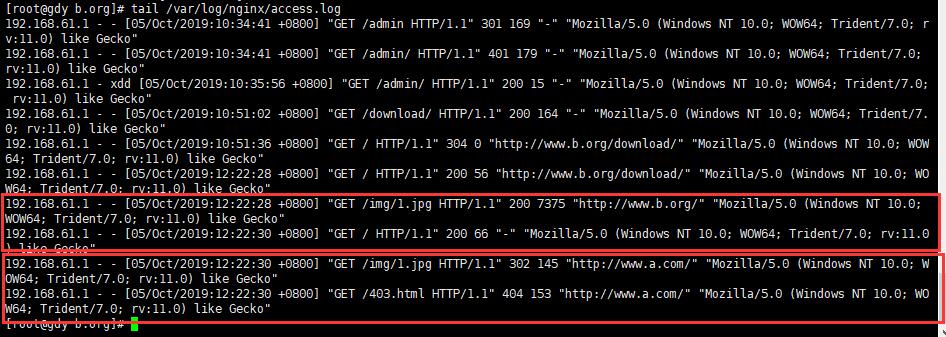 [root@gdy b.org]# tail /var/log/nginx/access.log
192.168.61.1 - - [05/Oct/2019:10:34:41 +0800] "GET /admin HTTP/1.1" 301 169 "-" "Mozilla/5.0 (Windows NT 10.0; WOW64; Trident/7.0; r
v:11.0) like Gecko"
192.168.61.1 - - [05/Oct/2019:10:34:41 +0800] "GET /admin/ HTTP/1.1" 401 179 "-" "Mozilla/5.0 (Windows NT 10.0; WOW64; Trident/7.0;
rv:11.0) like Gecko"
192.168.61.1 - xdd [05/Oct/2019:10:35:56 +0800] "GET /admin/ HTTP/1.1" 200 15 "-" "Mozilla/5.0 (Windows NT 10.0; WOW64; Trident/7.0;
rv:11.0) like Gecko"
192.168.61.1 - - [05/Oct/2019:10:51:02 +0800] "GET /download/ HTTP/1.1" 200 164 "-" "Mozilla/5.0 (Windows NT 10.0; WOW64; Trident/7.
0; rv:11.0) like Gecko"
192.168.61.1 - - [05/Oct/2019:10:51:36 +0800] "GET / HTTP/1.1" 304 0 "http://www.b.org/download/" "Mozilla/5.0 (Windows NT 10.0; WOW
64; Trident/7.0; rv:11.0) like Gecko"
192.168.61.1 - - [05/Oct/2019:12:22:28 +0800] "GET / HTTP/1.1" 200 56 "http://www.b.org/download/" "Mozilla/5.0 (Windows NT 10.0; WO
W64; Trident/7.0; rv:11.0) like Gecko"
192.168.61.1 - - [05/Oct/2019:12:22:28 +0800] "GET /img/1.jpg HTTP/1.1" 200 7375 "http://www.b.org/" "Mozilla/5.0 (Windows NT 10.0;
WOW64; Trident/7.0; rv:11.0) like Gecko"
192.168.61.1 - - [05/Oct/2019:12:22:30 +0800] "GET / HTTP/1.1" 200 66 "-" "Mozilla/5.0 (Windows NT 10.0; WOW64; Trident/7.0; rv:11.0
) like Gecko"
192.168.61.1 - - [05/Oct/2019:12:22:30 +0800] "GET /img/1.jpg HTTP/1.1" 302 145 "http://www.a.com/" "Mozilla/5.0 (Windows NT 10.0; W
OW64; Trident/7.0; rv:11.0) like Gecko"
192.168.61.1 - - [05/Oct/2019:12:22:30 +0800] "GET /403.html HTTP/1.1" 404 153 "http://www.a.com/" "Mozilla/5.0 (Windows NT 10.0; WO
W64; Trident/7.0; rv:11.0) like Gecko"
[root@gdy b.org]#